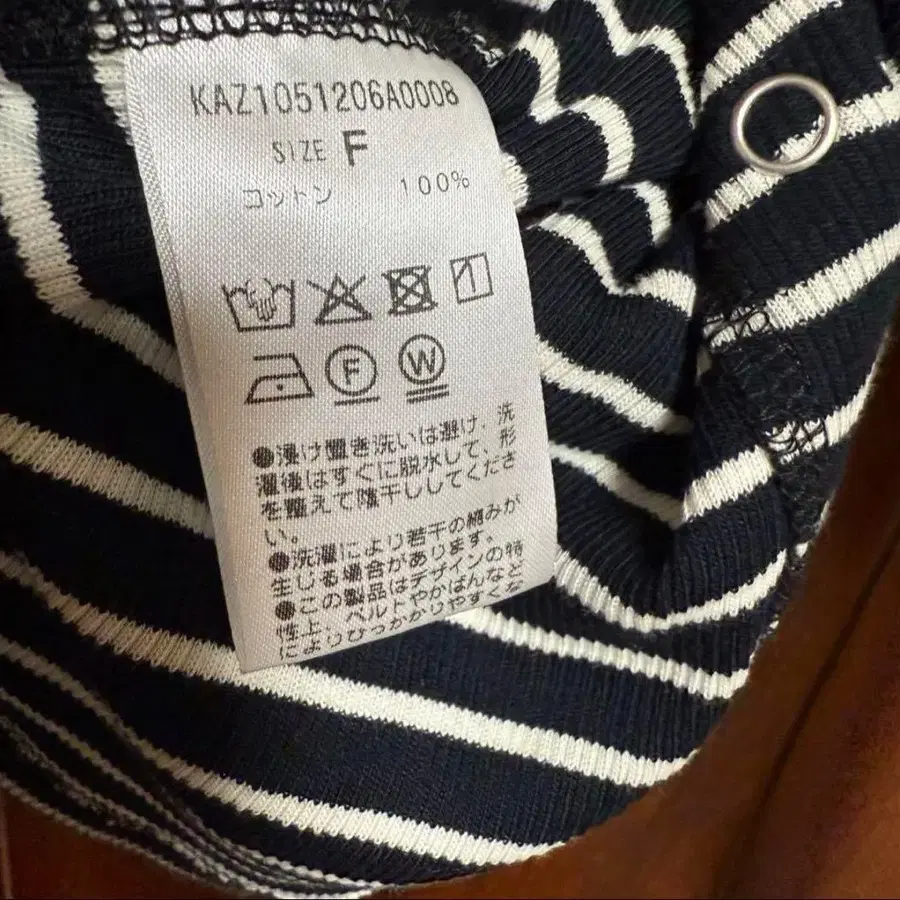 KAZ1051206A0008
SIZE F
コットン 100%
F W
●浸け置き洗いは避け、洗
濯後はすぐに脱水して、形
を整えて陰干ししてくださ
い。
●洗濯により若干の縮みが
生じる場合があります。
●この製品はデザインの特
性上、ベルトやかばんなど
によりひっかかりやすくな